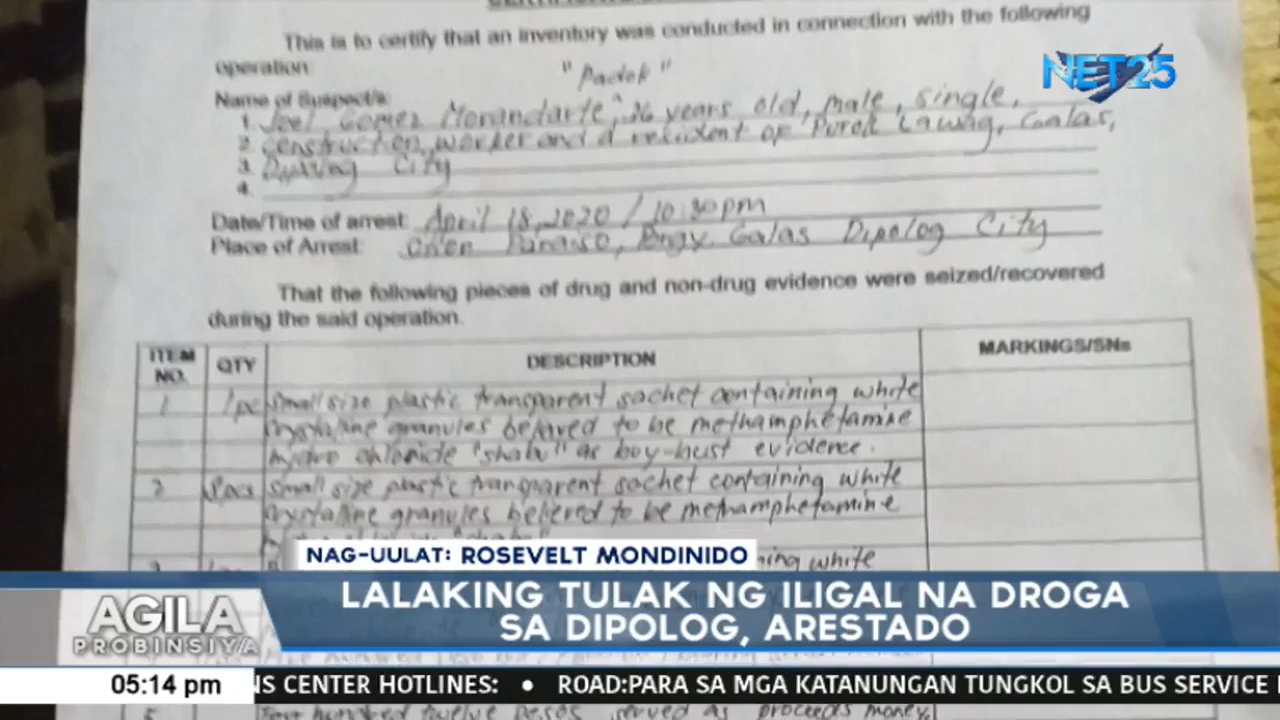 This is to certify that an inventory was conducted in connection with the following
operation:
"Padok"
NET25
Name of Suspect/s:
1. Joel Gomez years old, male, single,
2. construction worker and a resident of Purok Lawag, Galas,
3. City
4.
Date/Time of arrest: April 18, 2020 / 10:30pm
Place of Arrest: Brgy. Galas Dipolog City
That the following pieces of drug and non-drug evidence were seized/recovered
during the said operation.
ITEM NO. QTY DESCRIPTION MARKINGS/SNs
1 1pc Small size plastic transparent sachet containing white
crystalline granules believed to be methamphetamine
hydro chloride "shabu" as buy-bust evidence.
2 Small size plastic transparent sachet containing white
crystalline granules believed to be methamphetamine
white
NAG-UULAT: ROSEVELT MONDINIDO
LALAKING TULAK NG ILIGAL NA DROGA
SA DIPOLOG, ARESTADO
AGILA
PROBINSIYA
05:14 pm
NS CENTER HOTLINES: • ROAD:PARA SA MGA KATANUNGAN TUNGKOL SA BUS SERVICE
5 twelve pesos served as proceeds money.